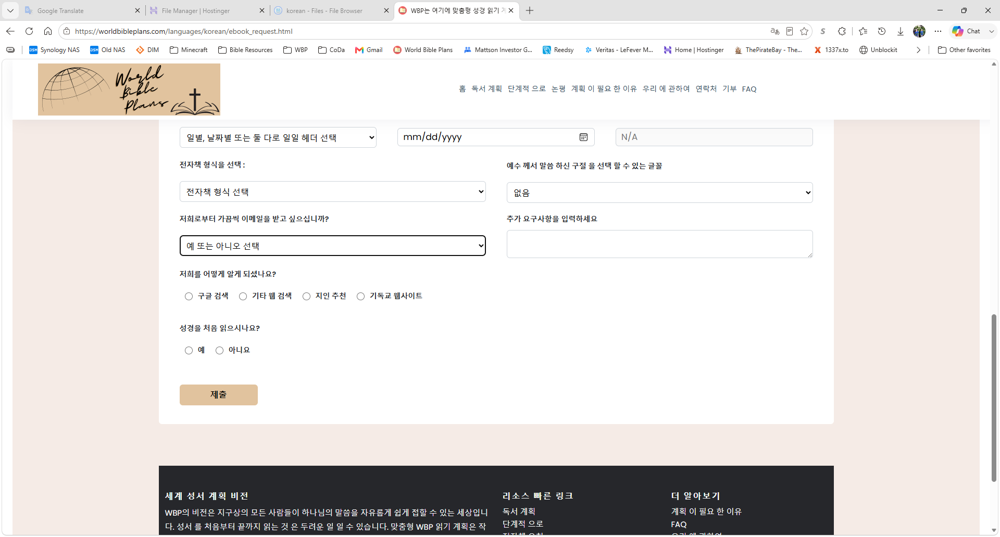 Google Translate
File Manager | Hostinger
korean - Files - File Browser
WBP는 여기에 맞춤형 성경 읽기
https://worldbibleplans.com/languages/korean/ebook_request.html
Chat
Synology NAS
Old NAS
DIM
Minecraft
Bible Resources
WBP
CoDa
Gmail
World Bible Plans
Mattson Investor G...
Reedsy
Veritas - LeFever M...
Home | Hostinger
ThePirateBay - The...
1337x.to
Unblockit
Other favorites
World
Bible
Plans
홈 독서 계획 단계적 으로 논평 계획 이 필요 한 이유 우리 에 관하여 연락처 기부 FAQ
일별, 날짜별 또는 둘 다로 일일 헤더 선택
mm/dd/yyyy
N/A
전자책 형식을 선택 :
예수 께서 말씀 하신 구절 을 선택 할 수 있는 글꼴
전자책 형식 선택
없음
저희로부터 가끔씩 이메일을 받고 싶으십니까?
추가 요구사항을 입력하세요
예 또는 아니오 선택
저희를 어떻게 알게 되셨나요?
구글 검색 기타 웹 검색 지인 추천 기독교 웹사이트
성경을 처음 읽으시나요?
예 아니요
제출
세계 성서 계획 비전
WBP의 비전은 지구상의 모든 사람들이 하나님의 말씀을 자유롭게 쉽게 접할 수 있는 세상입니
다. 성서 를 처음부터 끝까지 읽는 것 은 두려운 일 일 수 있습니다. 맞춤형 WBP 읽기 계획은 작
리소스 빠른 링크
독서 계획
단계적 으로
더 알아보기
계획 이 필요 한 이유
FAQ